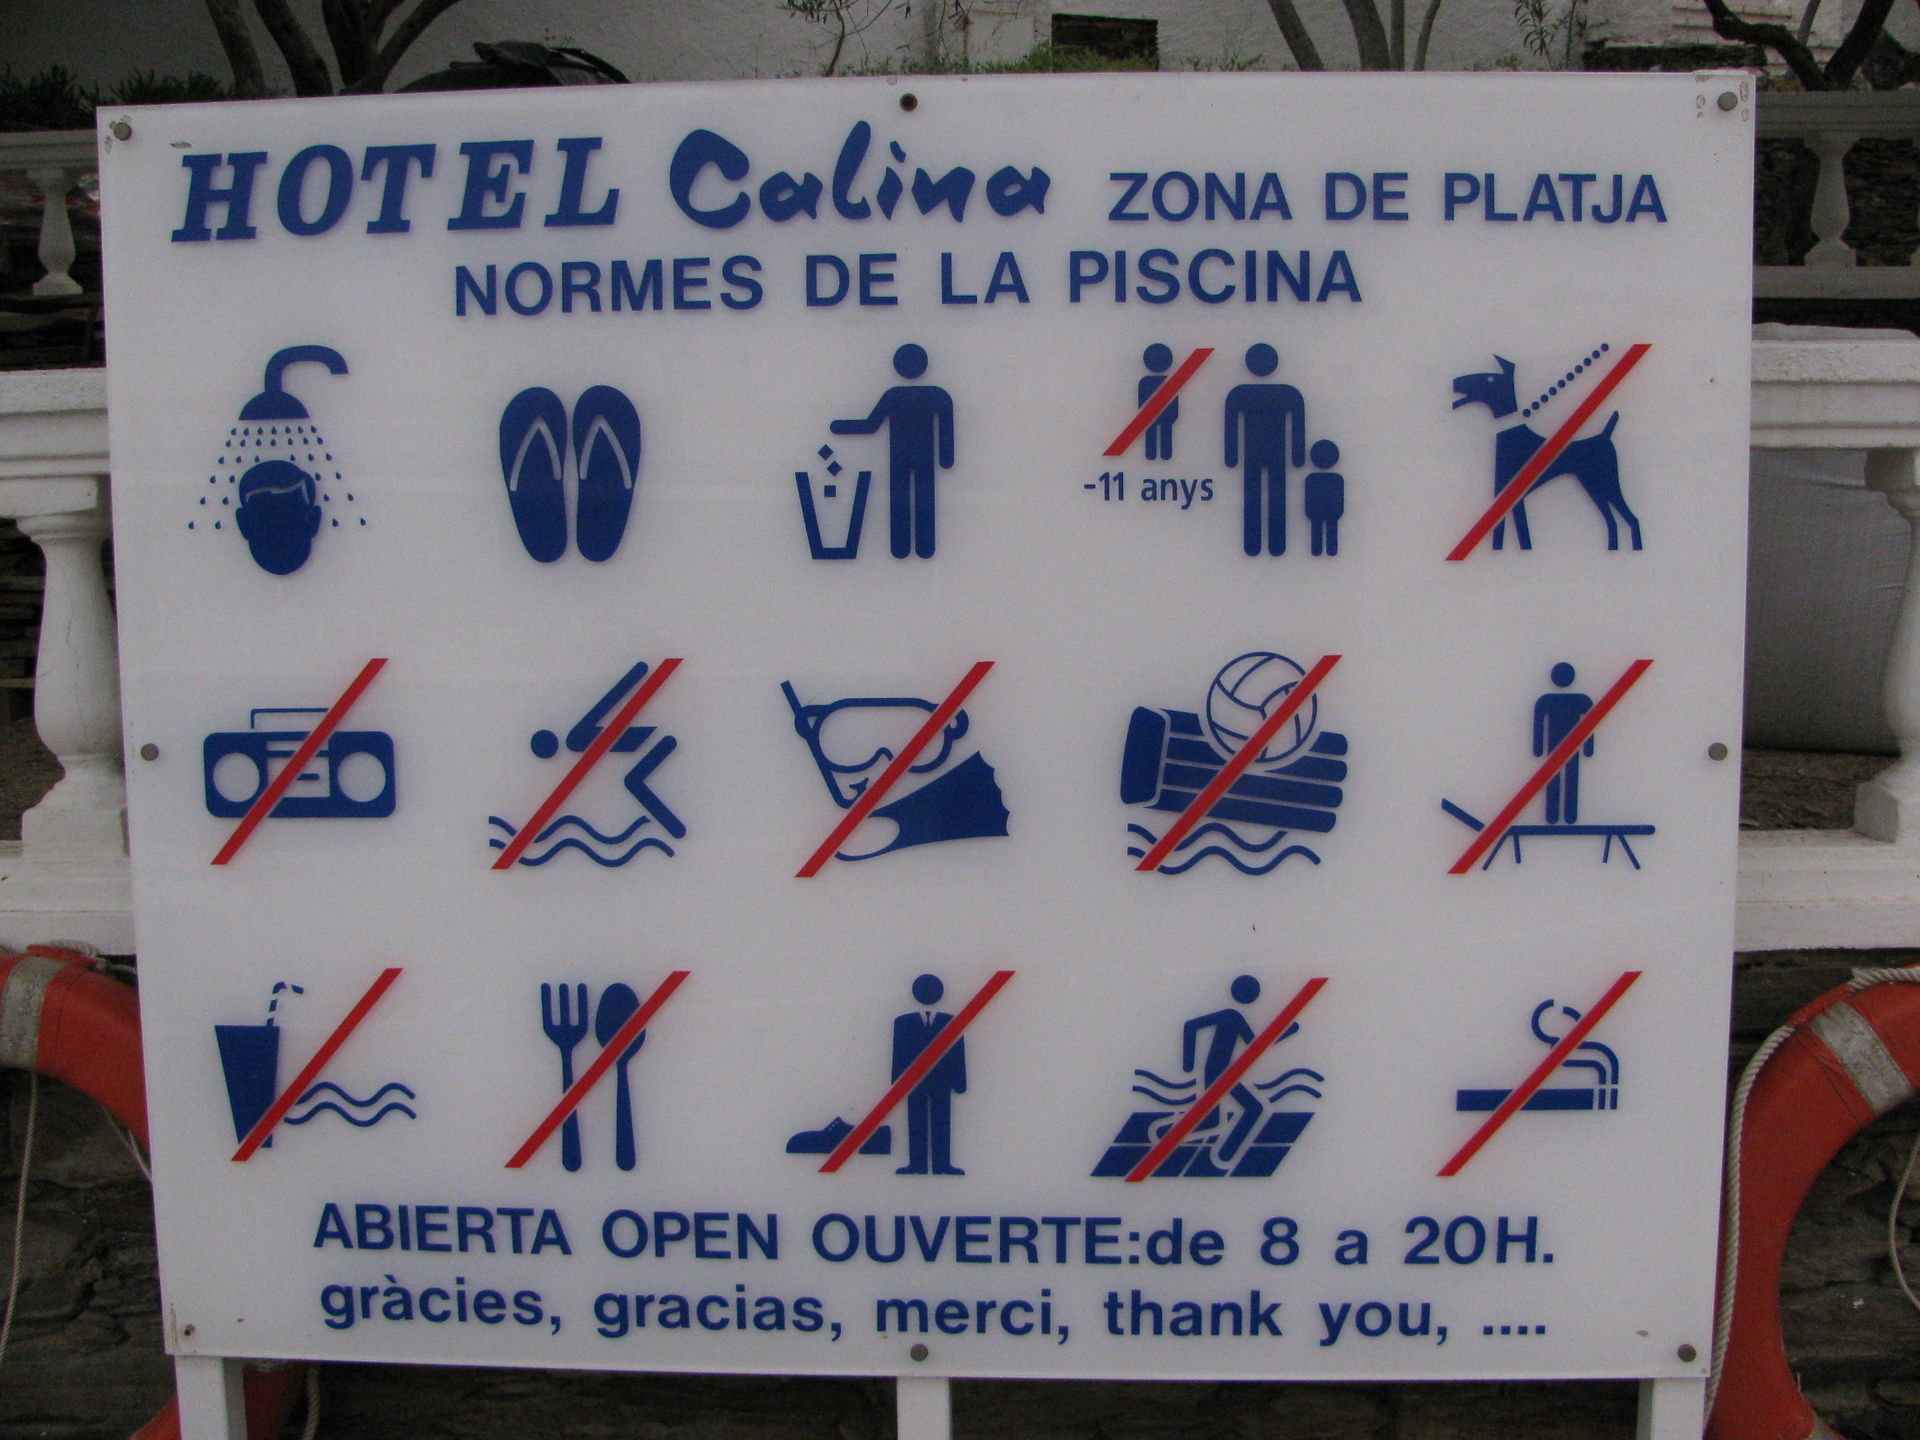 HOTEL Calina ZONA DE PLATJA
NORMES DE LA PISCINA
-11 anys
ABIERTA OPEN OUVERTE:de 8 a 20H.
gràcies, gracias, merci, thank you, ....